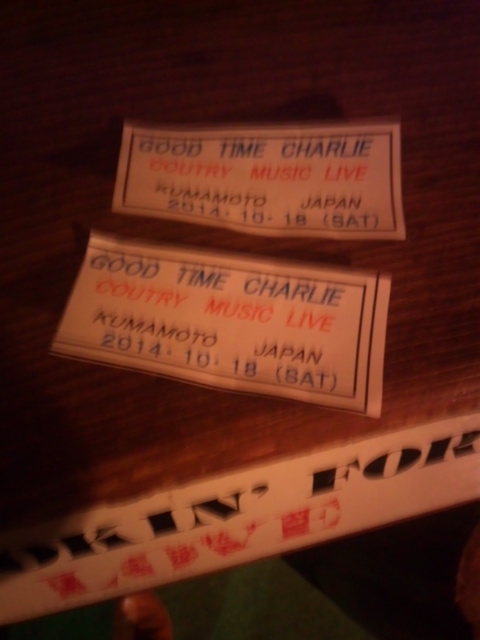 GOOD TIME CHARLIE
COUTRY MUSIC LIVE
KUMAMOTO JAPAN
2014. 10. 18 (SAT)
GOOD TIME CHARLIE
COUTRY MUSIC LIVE
KUMAMOTO JAPAN
2014. 10. 18 (SAT)
OKIN' FOR